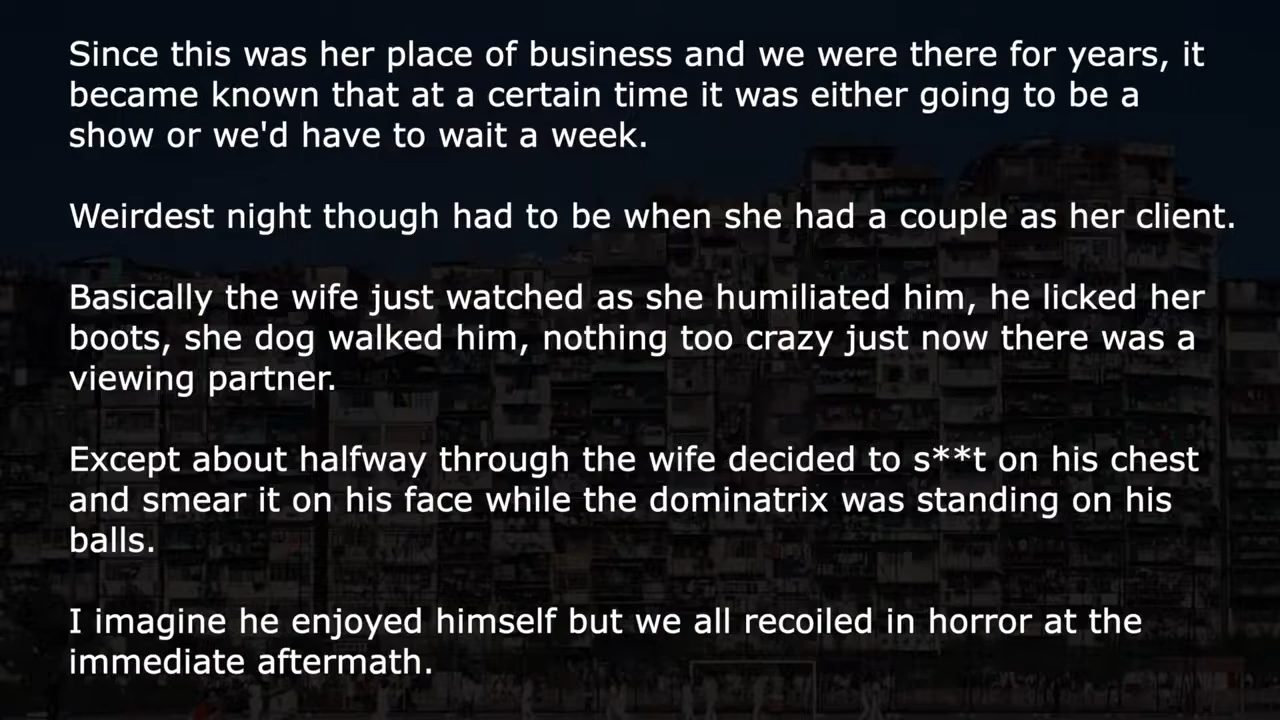 Since this was her place of business and we were there for years, it
became known that at a certain time it was either going to be a
show or we'd have to wait a week.
Weirdest night though had to be when she had a couple as her client.
Basically the wife just watched as she humiliated him, he licked her
boots, she dog walked him, nothing too crazy just now there was a
viewing partner.
Except about halfway through the wife decided to s**t on his chest
and smear it on his face while the dominatrix was standing on his
balls.
I imagine he enjoyed himself but we all recoiled in horror at the
immediate aftermath.